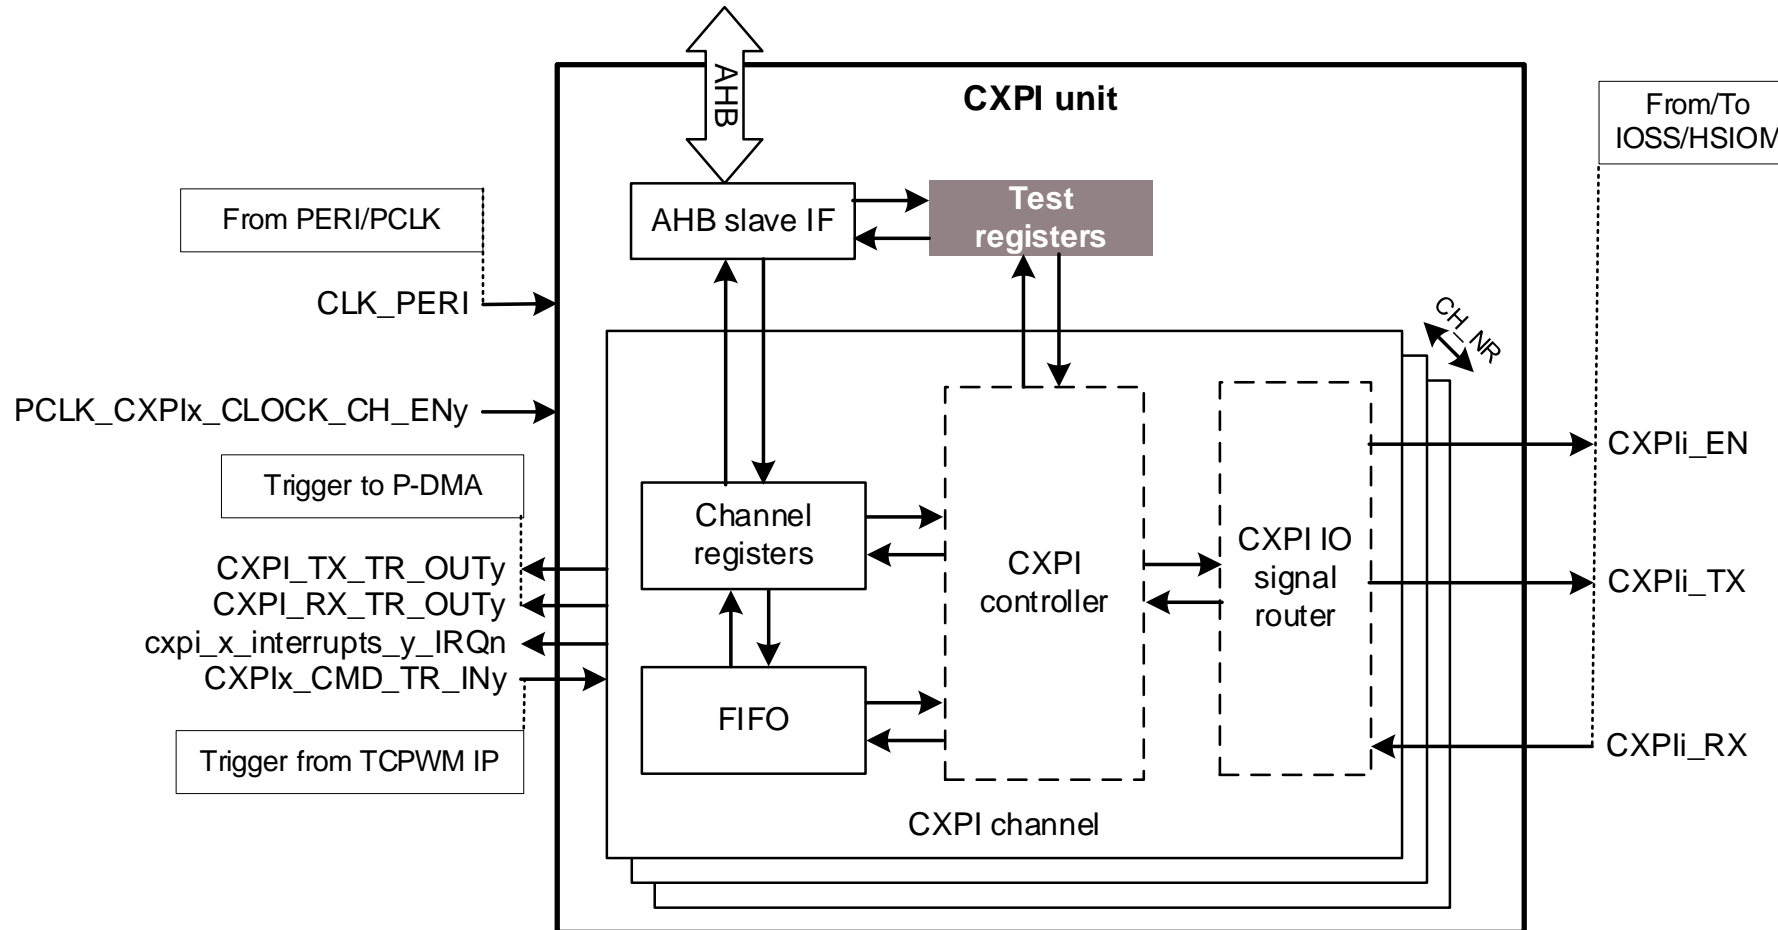 AHB
CXPI unit
From/To
IOSS/HSIOM
From PERI/PCLK
AHB slave IF
Test
registers
CLK_PERI
CH_NR
PCLK_CXPIx_CLOCK_CH_ENy
CXPIi_EN
Trigger to P-DMA
Channel
registers
CXPI
controller
CXPI IO
signal
router
CXPI_TX_TR_OUTy
CXPI_RX_TR_OUTy
cxpi_x_interrupts_y_IRQn
CXPIx_CMD_TR_INy
CXPIi_TX
FIFO
CXPIi_RX
Trigger from TCPWM IP
CXPI channel